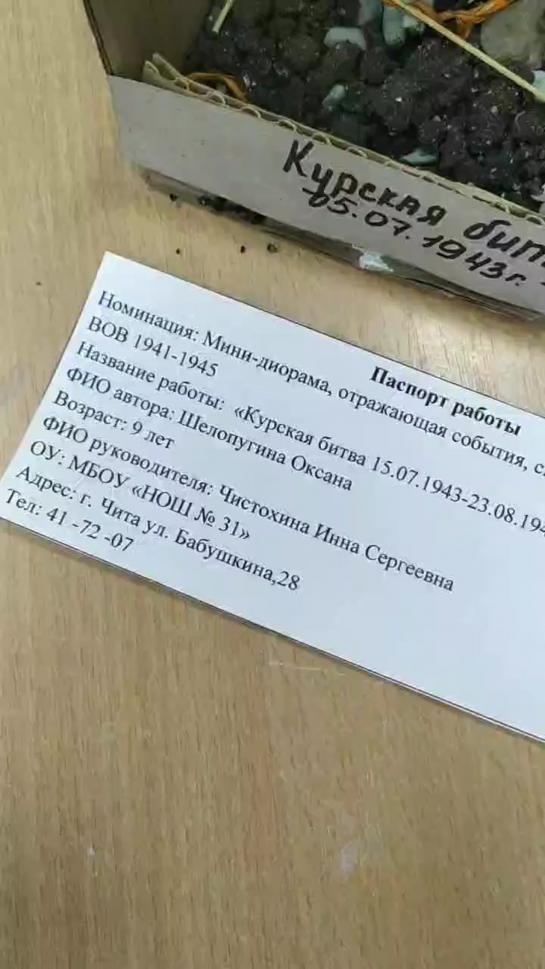 Курская бит
05.07.1943г.
Паспорт работы
Номинация: Мини-диорама, отражающая события, с
ВОВ 1941-1945
Название работы: «Курская битва 15.07.1943-23.08.194
ФИО автора: Шелопугина Оксана
Возраст: 9 лет
ФИО руководителя: Чистохина Инна Сергеевна
ОУ: МБОУ «НОШ № 31»
Адрес: г. Чита ул. Бабушкина,28
Тел: 41 -72 -07